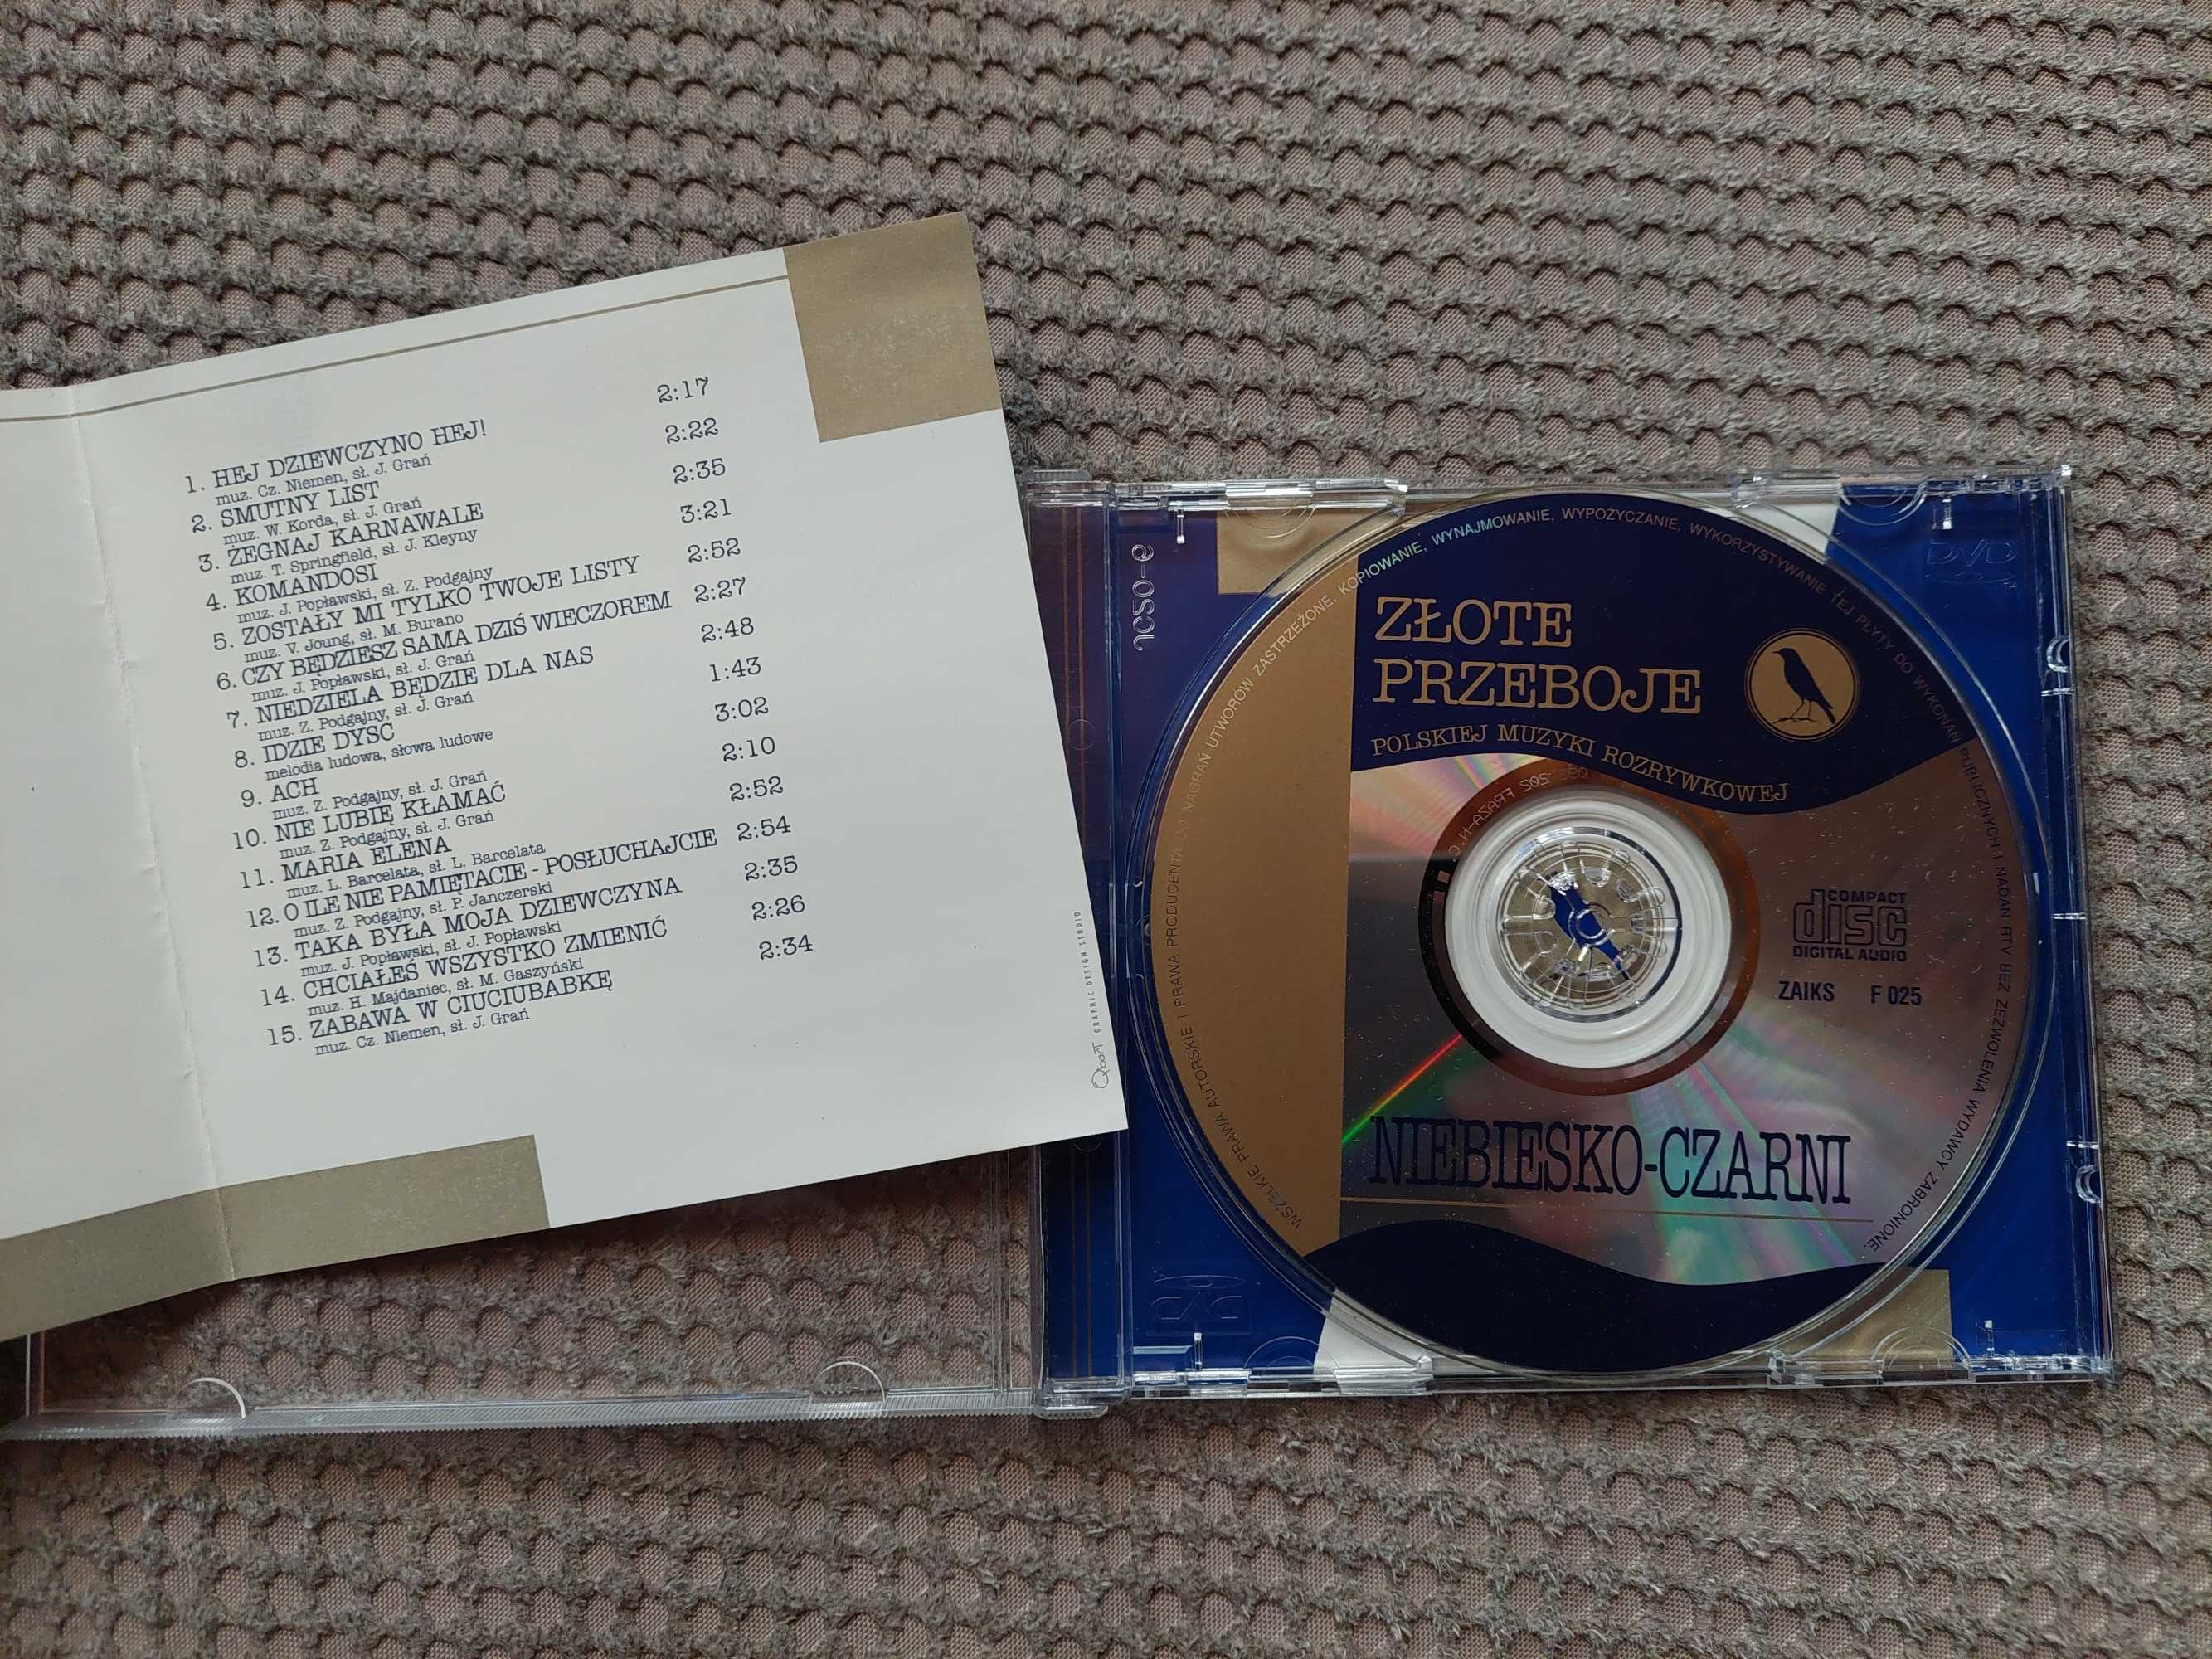 1. HEJ DZIEWCZYNO HEJ! 2:17
muz. Cz. Niemen, sł. J. Grań
2. SMUTNY LIST 2:22
muz. W. Korda, sł. J. Grań
3. ŻEGNAJ KARNAWALE 2:35
muz. T. Springfield, sł. J. Kleyny
4. KOMANDOSI 3:21
muz. J. Popławski, sł. Z. Podgajny
5. ZOSTAŁY MI TYLKO TWOJE LISTY 2:52
muz. V. Joung, sł. M. Burano
6. CZY BĘDZIESZ SAMA DZIŚ WIECZOREM 2:27
muz. J. Popławski, sł. J. Grań
7. NIEDZIELA BĘDZIE DLA NAS 2:48
muz. Z. Podgajny, sł. J. Grań
8. IDZIE DYSC 1:43
melodia ludowa, słowa ludowe
9. ACH 3:02
muz. Z. Podgajny, sł. J. Grań
10. NIE LUBIĘ KŁAMAĆ 2:10
muz. Z. Podgajny, sł. J. Grań
11. MARIA ELENA 2:52
muz. L. Barcelata, sł. L. Barcelata
12. O ILE NIE PAMIĘTACIE - POSŁUCHAJCIE 2:54
muz. Z. Podgajny, sł. P. Janczerski
13. TAKA BYŁA MOJA DZIEWCZYNA 2:35
muz. J. Popławski, sł. J. Popławski
14. CHCIAŁEŚ WSZYSTKO ZMIENIĆ 2:26
muz. H. Majdaniec, sł. M. Gaszyński
15. ZABAWA W CIUCIUBABKĘ 2:34
muz. Cz. Niemen, sł. J. Grań
GRAPHIC DESIGN STUDIO
WSZELKIE PRAWA AUTORSKIE I PRAWA PRODUCENTA DO NAGRAŃ UTWORÓW ZASTRZEŻONE. KOPIOWANIE, WYNAJMOWANIE, WYPOŻYCZANIE, WYKORZYSTYWANIE TEJ PŁYTY DO WYKONAŃ PUBLICZNYCH I NADAŃ RTV BEZ ZEZWOLENIA WYDAWCY ZABRONIONE.
ZŁOTE
PRZEBOJE
POLSKIEJ MUZYKI ROZRYWKOWEJ
COMPACT
disc
DIGITAL AUDIO
ZAIKS F 025
NIEBIESKO-CZARNI
DVD